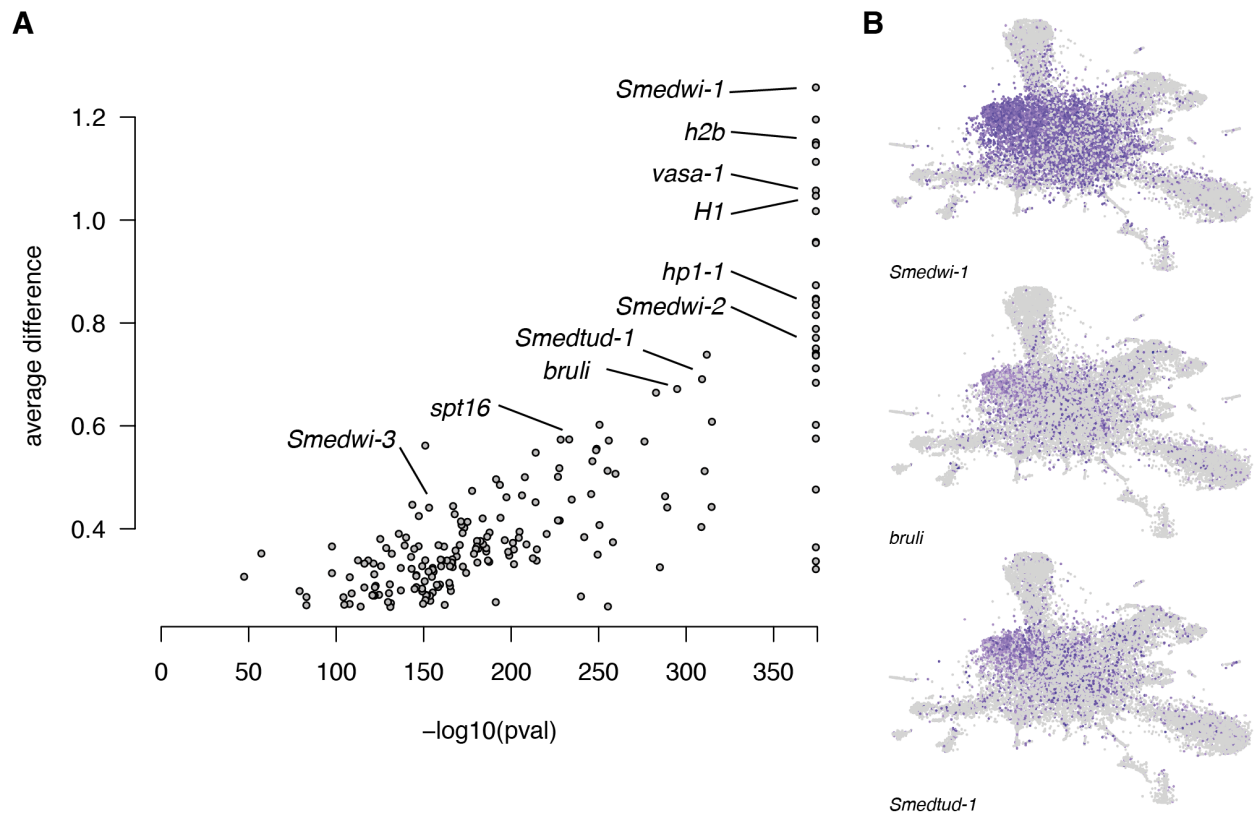 A
B
Smedwi-1
h2b
vasa-1
H1
hp1-1
Smedwi-2
Smedtud-1
bruli
spt16
Smedwi-3
1.2
1.0
0.8
0.6
0.4
average difference
0 50 100 150 200 250 300 350
−log10(pval)
Smedwi-1
bruli
Smedtud-1